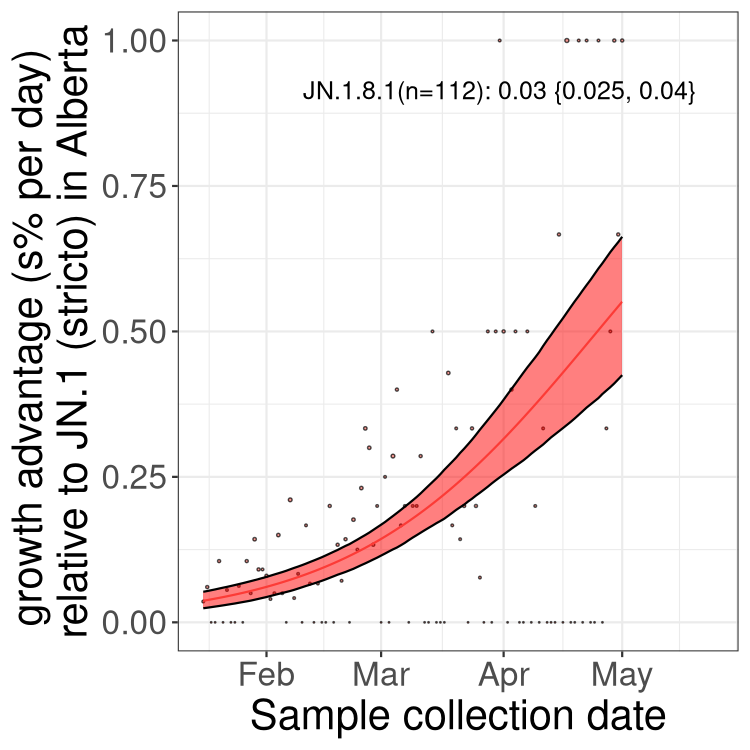 growth advantage (s% per day)
relative to JN.1 (stricto) in Alberta
1.00
0.75
0.50
0.25
0.00
JN.1.8.1(n=112): 0.03 {0.025, 0.04}
Feb Mar Apr May
Sample collection date